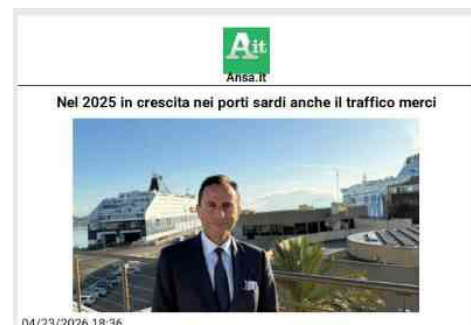 Ait
Ansa.it
Nel 2025 in crescita nei porti sardi anche il traffico merci
04/23/2026 18:36